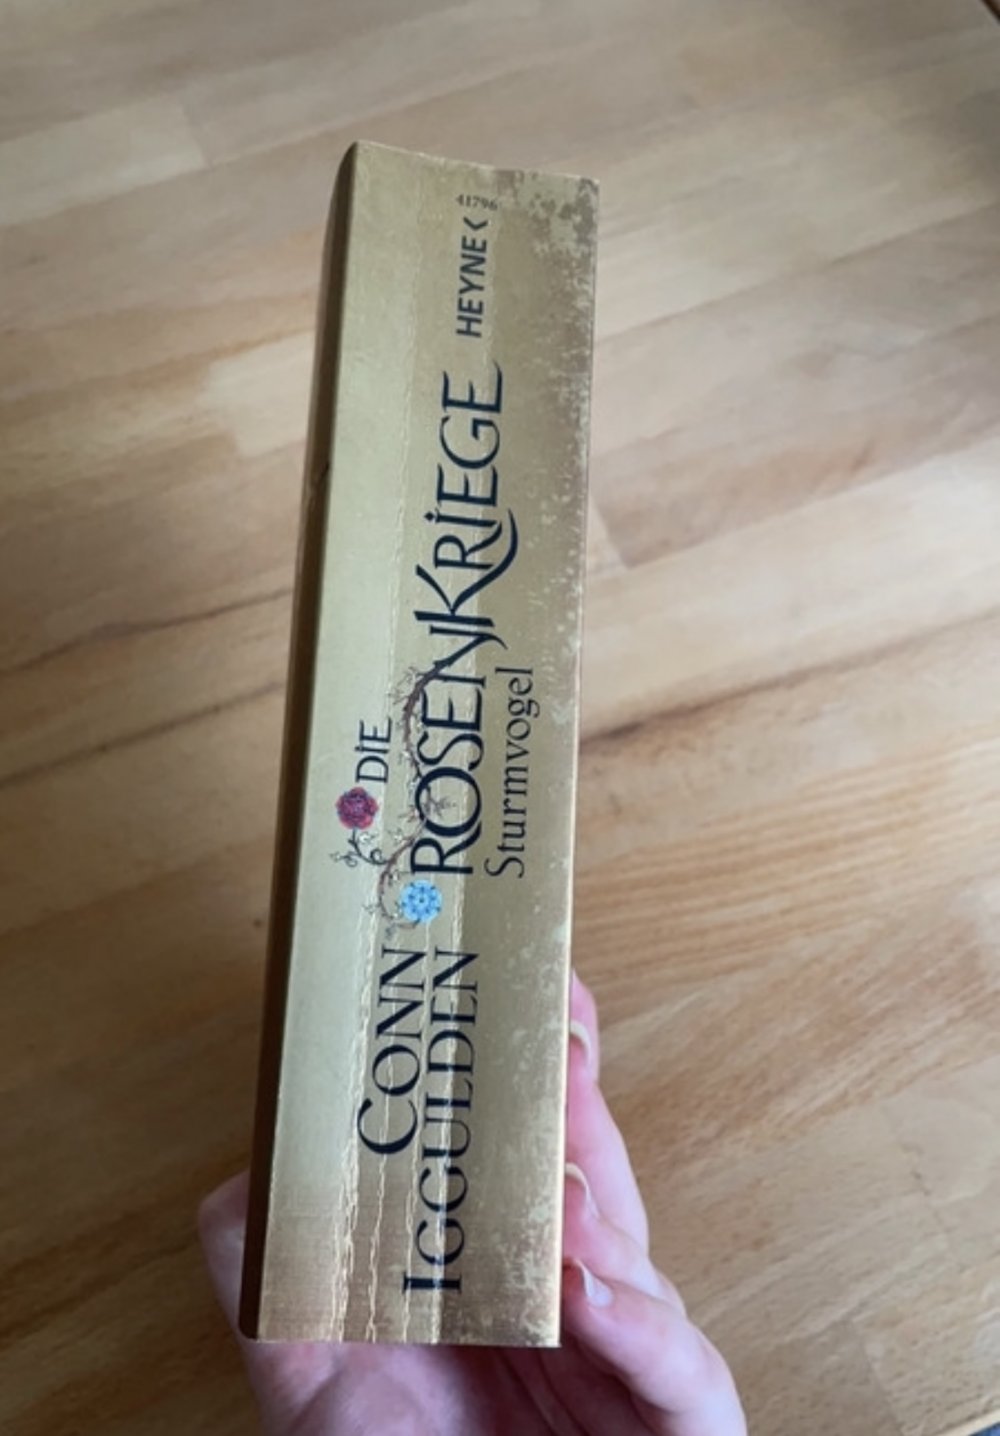 CONN
IGGULDEN
DIE
ROSENKRIEGE
Sturmvogel
HEYNE <
41796